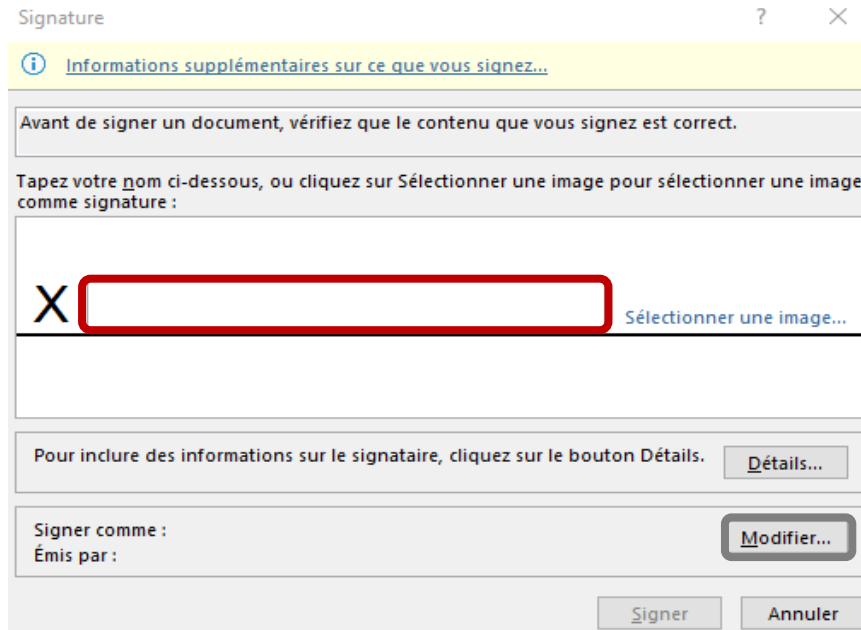 Signature
Informations supplémentaires sur ce que vous signez...
Avant de signer un document, vérifiez que le contenu que vous signez est correct.
Tapez votre nom ci-dessous, ou cliquez sur Sélectionner une image pour sélectionner une image
comme signature :
X
Sélectionner une image...
Pour inclure des informations sur le signataire, cliquez sur le bouton Détails.
Détails...
Signer comme :
Émis par :
Modifier...
Signer
Annuler